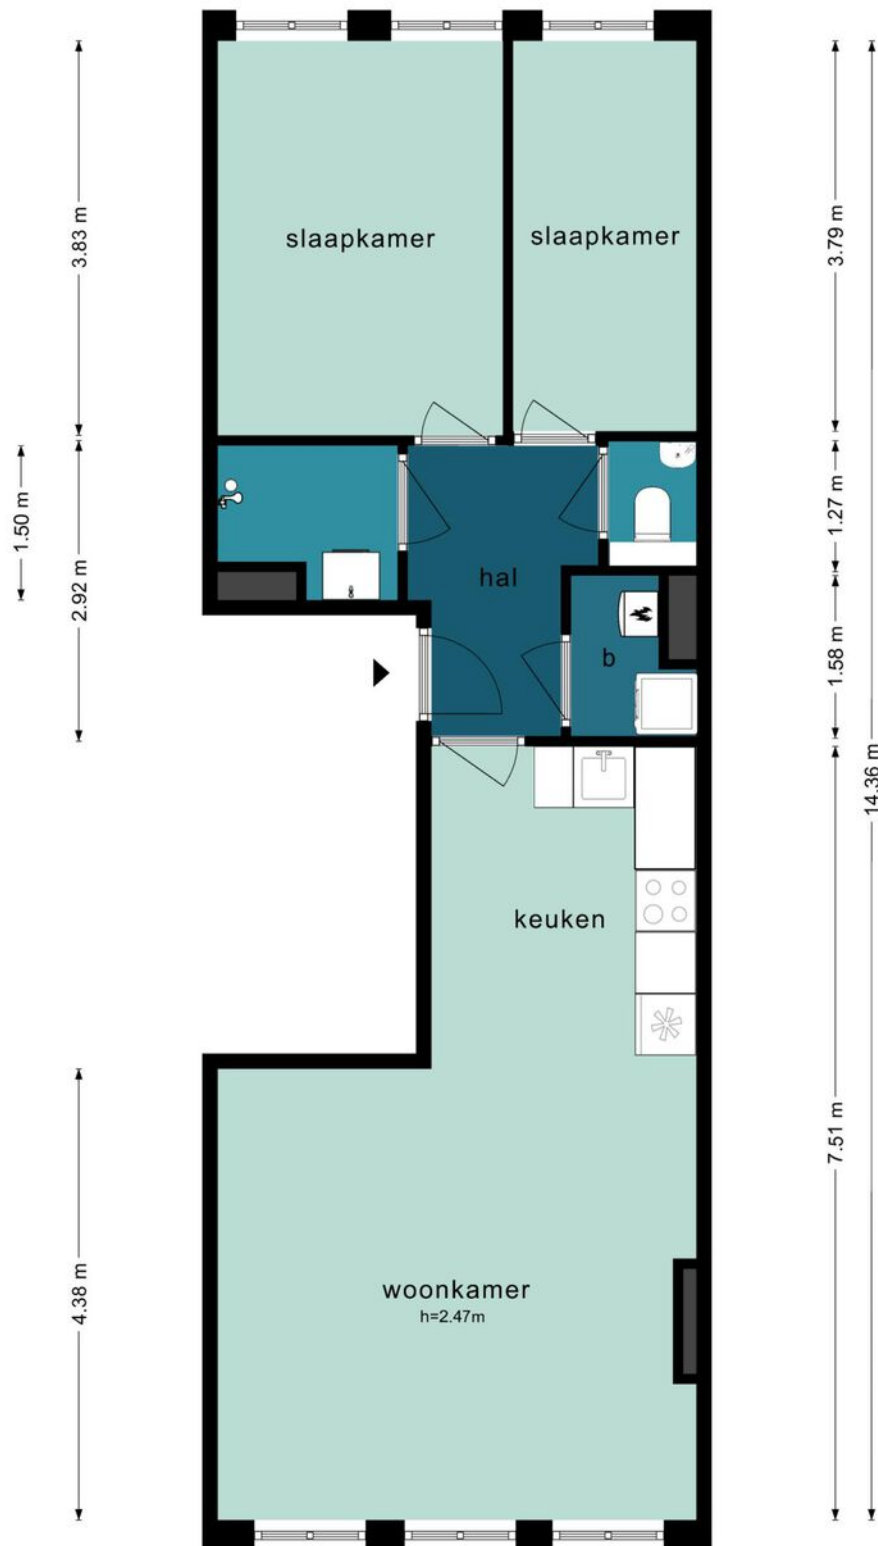 3.83 m
slaapkamer
slaapkamer
3.79 m
1.50 m
2.92 m
hal
1.27 m
b
1.58 m
14.36 m
keuken
7.51 m
4.38 m
woonkamer
h=2.47m